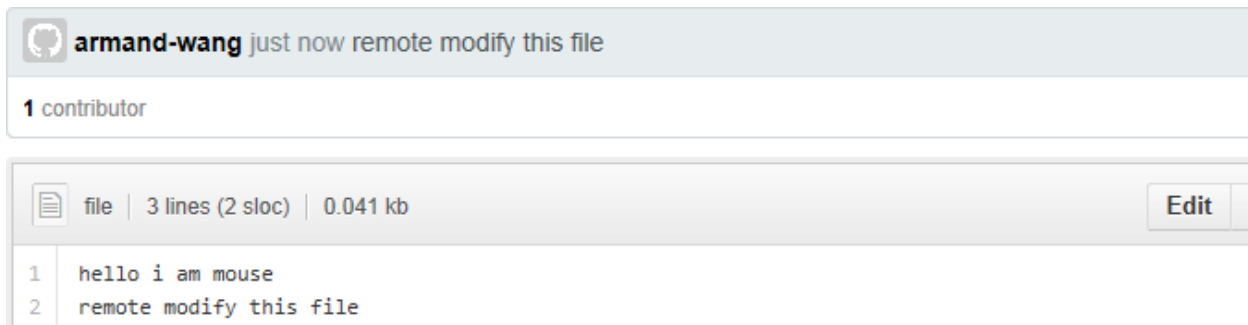 armand-wang just now remote modify this file
1 contributor
file 3 lines (2 sloc) 0.041 kb Edit
1 hello i am mouse
2 remote modify this file